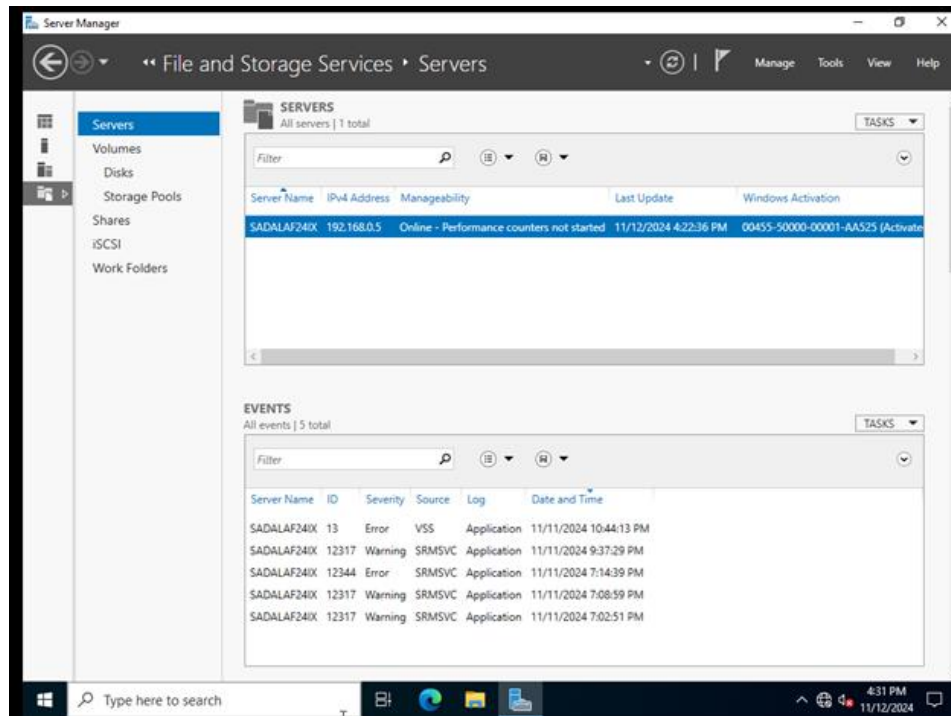 Server Manager
File and Storage Services • Servers
Manage Tools View Help
Servers
Volumes
Disks
Storage Pools
Shares
iSCSI
Work Folders
SERVERS
All servers | 1 total
TASKS
Filter
Server Name IPv4 Address Manageability Last Update Windows Activation
SADALAF24IX 192.168.0.5 Online - Performance counters not started 11/12/2024 4:22:36 PM 00455-50000-00001-AA525 (Activate
EVENTS
All events | 5 total
TASKS
Filter
Server Name ID Severity Source Log Date and Time
SADALAF24IX 13 Error VSS Application 11/11/2024 10:44:13 PM
SADALAF24IX 12317 Warning SRMSVC Application 11/11/2024 9:37:29 PM
SADALAF24IX 12344 Error SRMSVC Application 11/11/2024 7:14:39 PM
SADALAF24IX 12317 Warning SRMSVC Application 11/11/2024 7:08:59 PM
SADALAF24IX 12317 Warning SRMSVC Application 11/11/2024 7:02:51 PM
Type here to search
4:31 PM
11/12/2024